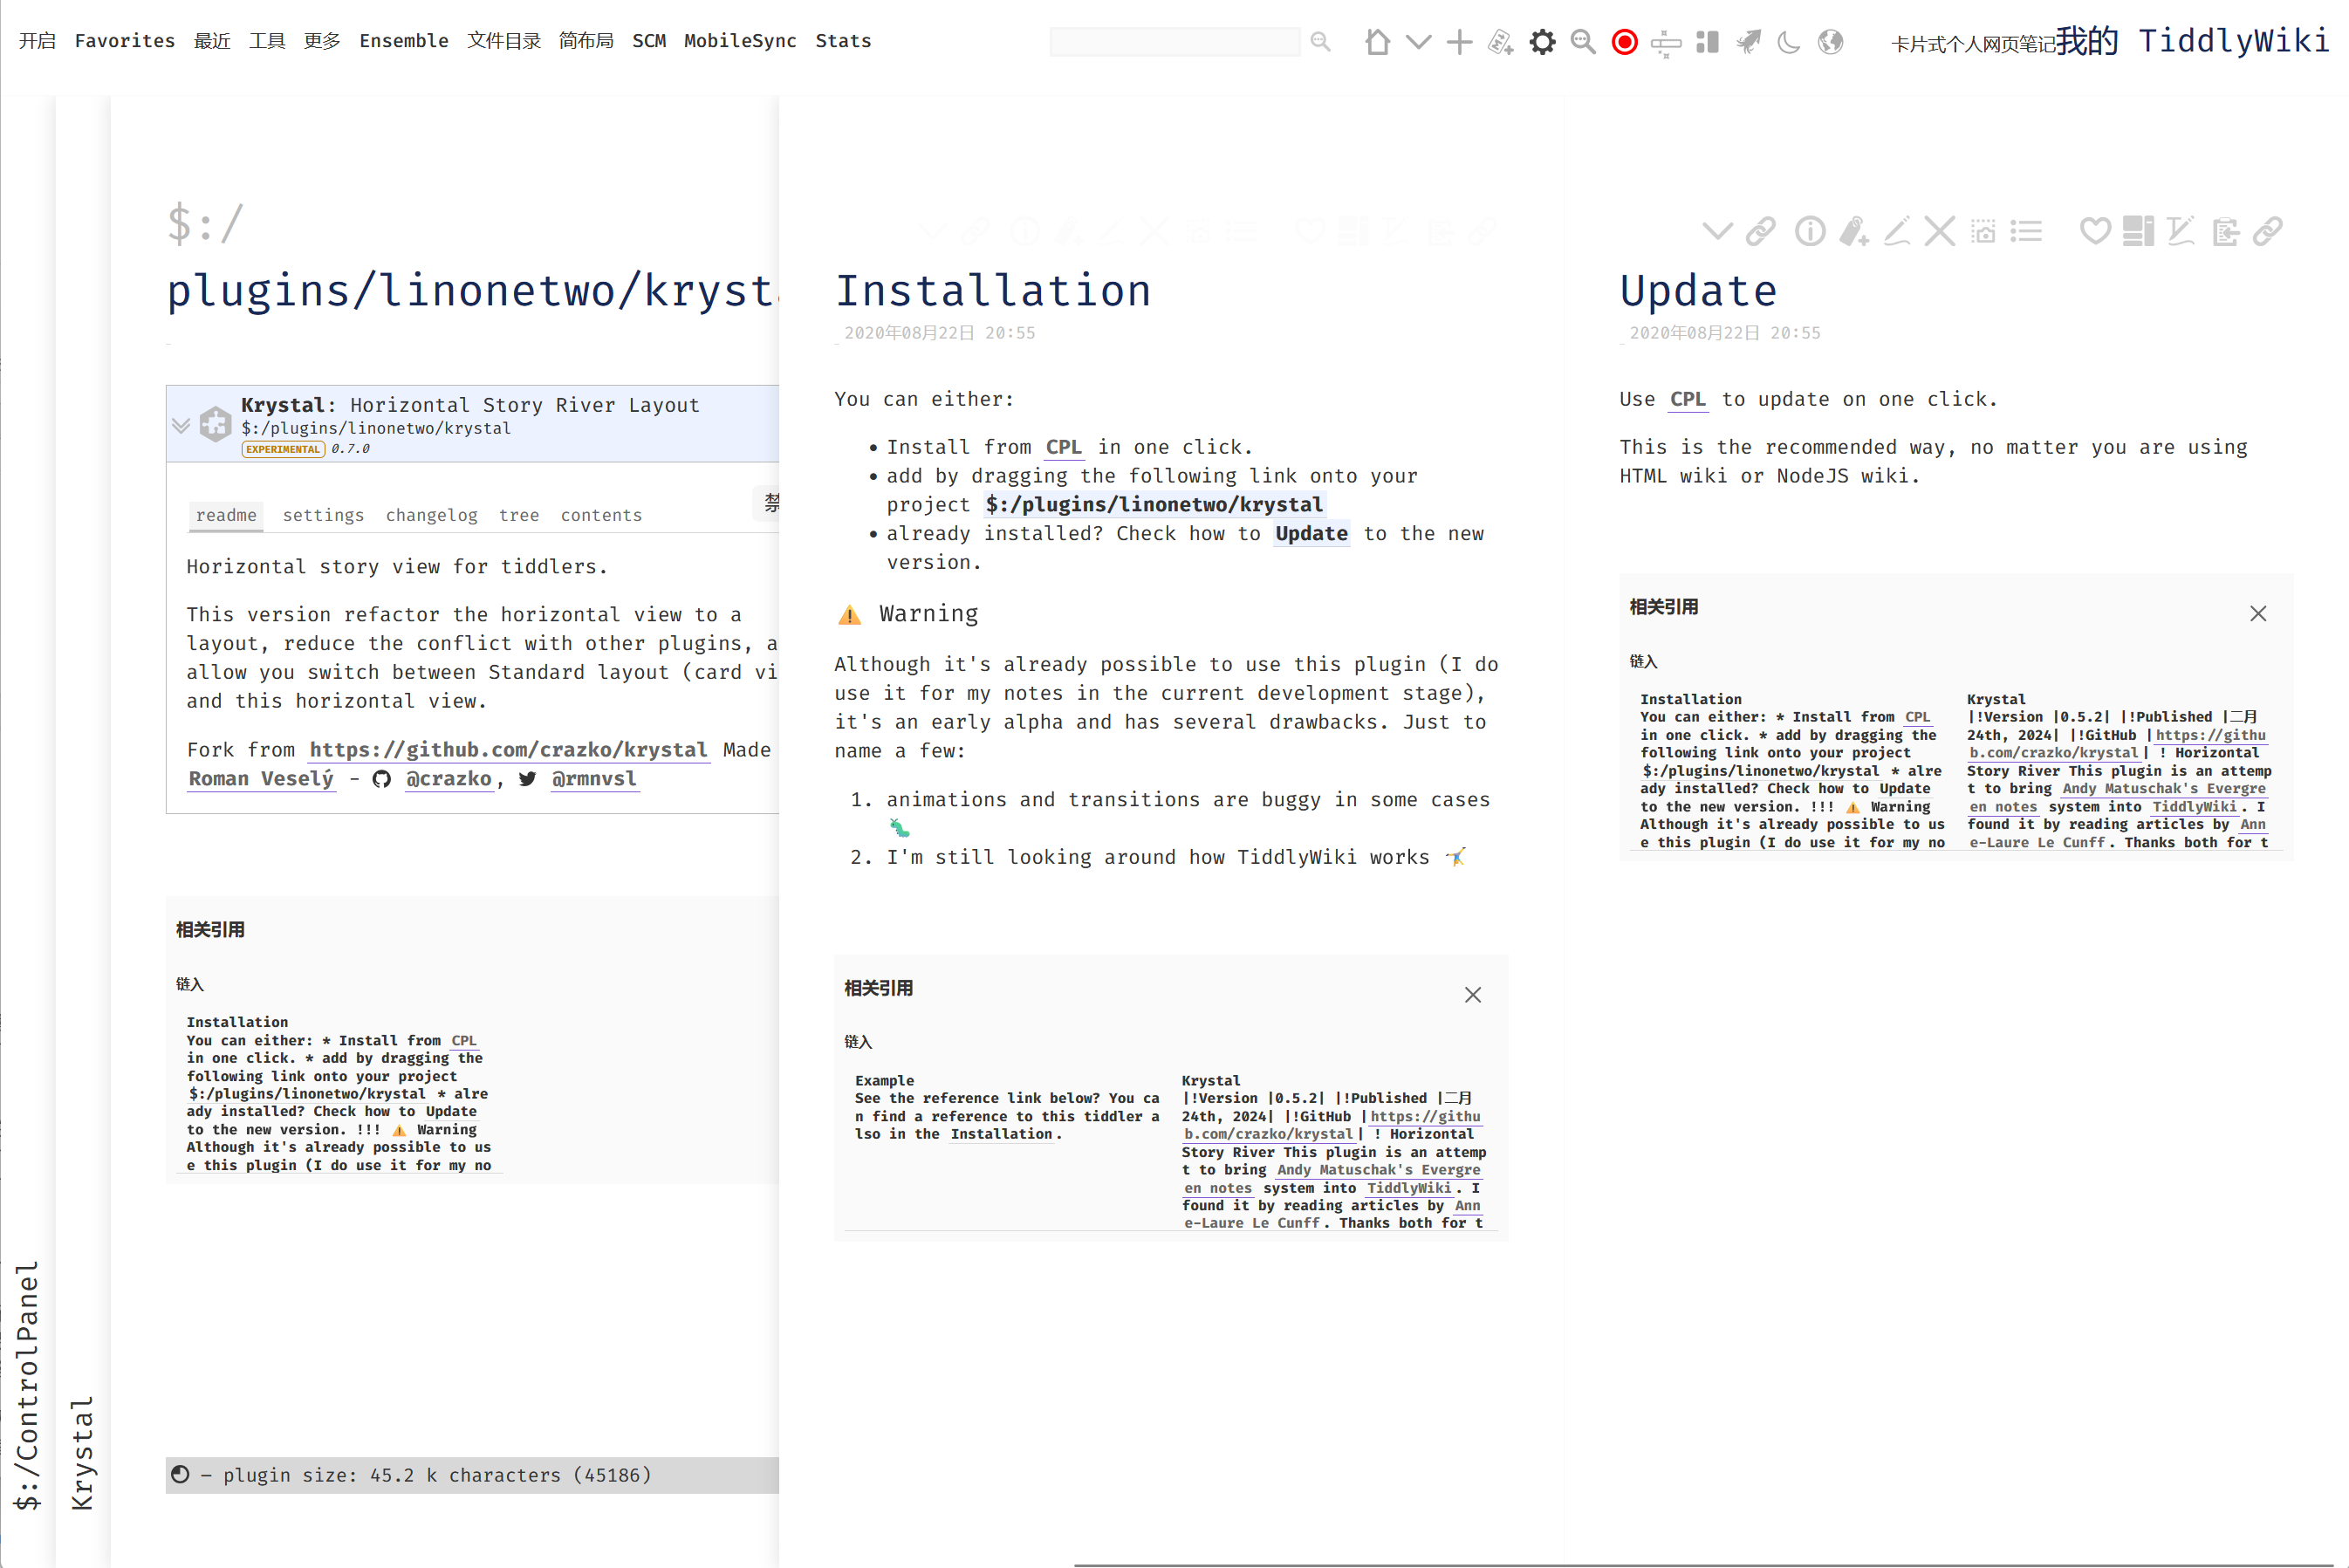 开启 Favorites 最近 工具 更多 Ensemble 文件目录 简布局 SCM MobileSync Stats
卡片式个人网页笔记我的 TiddlyWiki
$:/ControlPanel
Krystal
$:/
plugins/linonetwo/kryst
Krystal: Horizontal Story River Layout
$:/plugins/linonetwo/krystal
EXPERIMENTAL 0.7.0
禁
readme settings changelog tree contents
Horizontal story view for tiddlers.
This version refactor the horizontal view to a
layout, reduce the conflict with other plugins, a
allow you switch between Standard layout (card vi
and this horizontal view.
Fork from https://github.com/crazko/krystal Made
Roman Veselý - @crazko, @rmnvsl
相关引用
链入
Installation
You can either: * Install from CPL
in one click. * add by dragging the
following link onto your project
$:/plugins/linonetwo/krystal * alre
ady installed? Check how to Update
to the new version. !!! ⚠️ Warning
Although it's already possible to us
e this plugin (I do use it for my no
– plugin size: 45.2 k characters (45186)
Installation
2020年08月22日 20:55
You can either:
• Install from CPL in one click.
• add by dragging the following link onto your
project $:/plugins/linonetwo/krystal
• already installed? Check how to Update to the new
version.
⚠️ Warning
Although it's already possible to use this plugin (I do
use it for my notes in the current development stage),
it's an early alpha and has several drawbacks. Just to
name a few:
1. animations and transitions are buggy in some cases
🐛
2. I'm still looking around how TiddlyWiki works 🤸
相关引用
链入
Example
See the reference link below? You ca
n find a reference to this tiddler a
lso in the Installation.
Krystal
|!Version |0.5.2| |!Published |二月
24th, 2024| |!GitHub |https://githu
b.com/crazko/krystal| ! Horizontal
Story River This plugin is an attemp
t to bring Andy Matuschak's Evergre
en notes system into TiddlyWiki. I
found it by reading articles by Ann
e-Laure Le Cunff. Thanks both for t
Update
2020年08月22日 20:55
Use CPL to update on one click.
This is the recommended way, no matter you are using
HTML wiki or NodeJS wiki.
相关引用
链入
Installation
You can either: * Install from CPL
in one click. * add by dragging the
following link onto your project
$:/plugins/linonetwo/krystal * alre
ady installed? Check how to Update
to the new version. !!! ⚠️ Warning
Although it's already possible to us
e this plugin (I do use it for my no
Krystal
|!Version |0.5.2| |!Published |二月
24th, 2024| |!GitHub |https://githu
b.com/crazko/krystal| ! Horizontal
Story River This plugin is an attemp
t to bring Andy Matuschak's Evergre
en notes system into TiddlyWiki. I
found it by reading articles by Ann
e-Laure Le Cunff. Thanks both for t